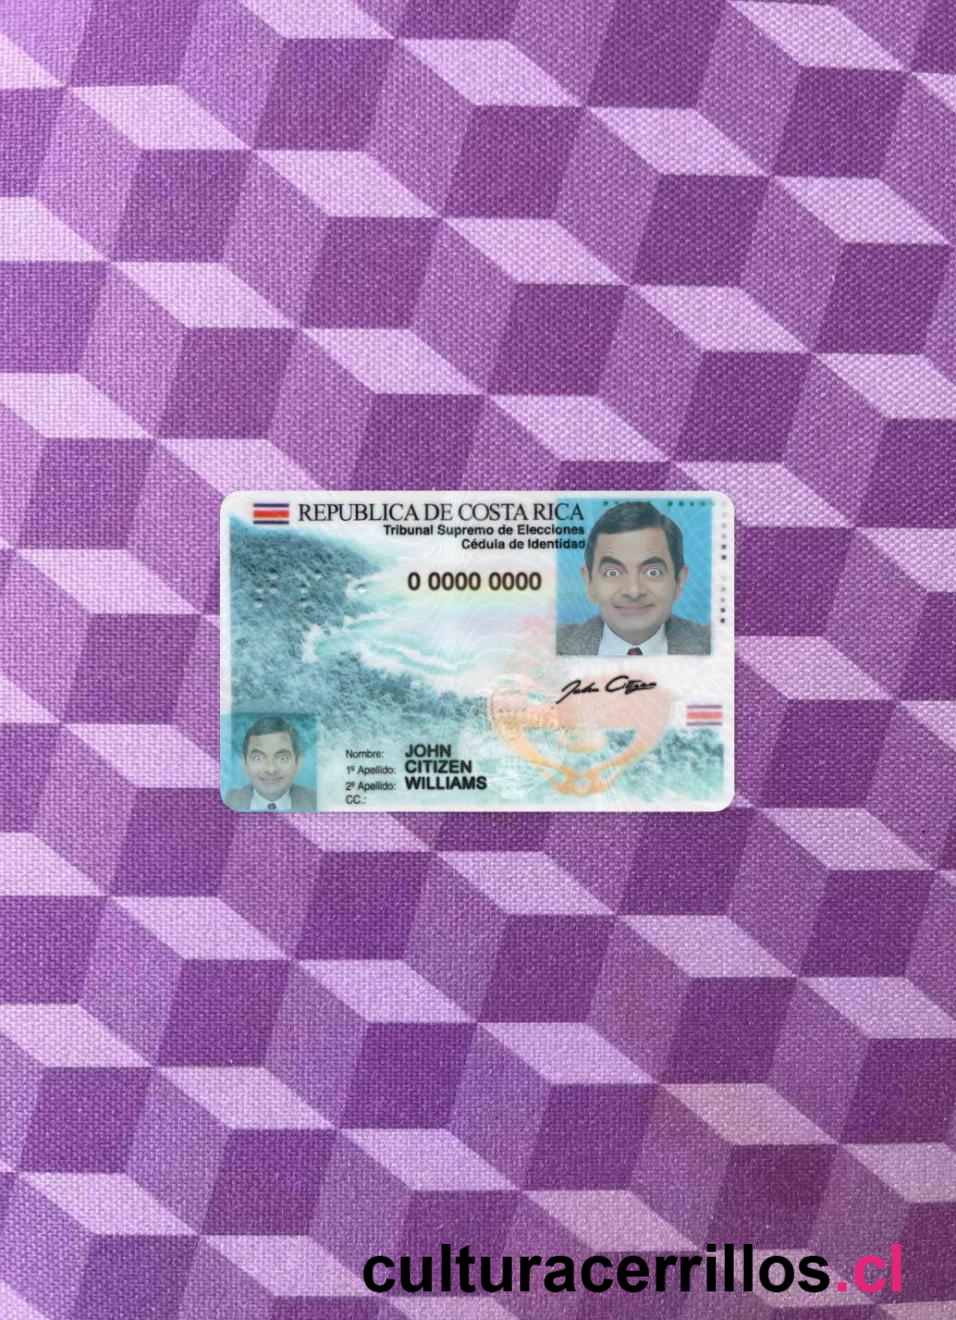 REPUBLICA DE COSTA RICA
Tribunal Supremo de Elecciones
Cédula de Identidad
0 0000 0000
John Citizen
Nombre: JOHN
1º Apellido: CITIZEN
2º Apellido: WILLIAMS
CC.:
culturacerrillos.cl